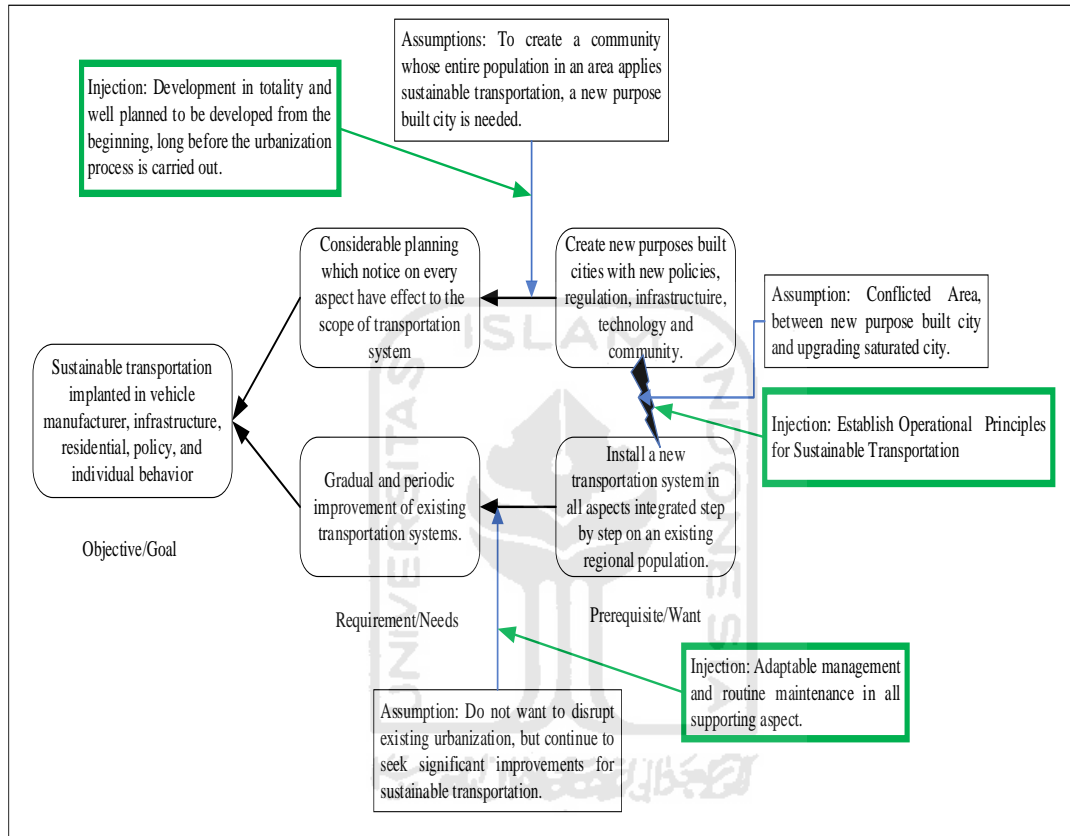 Assumptions: To create a community
whose entire population in an area applies
sustainable transportation, a new purpose
built city is needed.
Injection: Development in totality and
well planned to be developed from the
beginning, long before the urbanization
process is carried out.
Considerable planning
which notice on every
aspect have effect to the
scope of transportation
system
Create new purposes built
cities with new policies,
regulation, infrastructuire,
technology and
community.
Assumption: Conflicted Area,
between new purpose built city
and upgrading saturated city.
Sustainable transportation
implanted in vehicle
manufacturer, infrastructure,
residential, policy, and
individual behavior
Injection: Establish Operational Principles
for Sustainable Transportation
Gradual and periodic
improvement of existing
transportation systems.
Install a new
transportation system in
all aspects integrated step
by step on an existing
regional population.
Objective/Goal
Requirement/Needs
Prerequisite/Want
Injection: Adaptable management
and routine maintenance in all
supporting aspect.
Assumption: Do not want to disrupt
existing urbanization, but continue to
seek significant improvements for
sustainable transportation.
UNIVERSITAS
ISLAM
INDONESIA